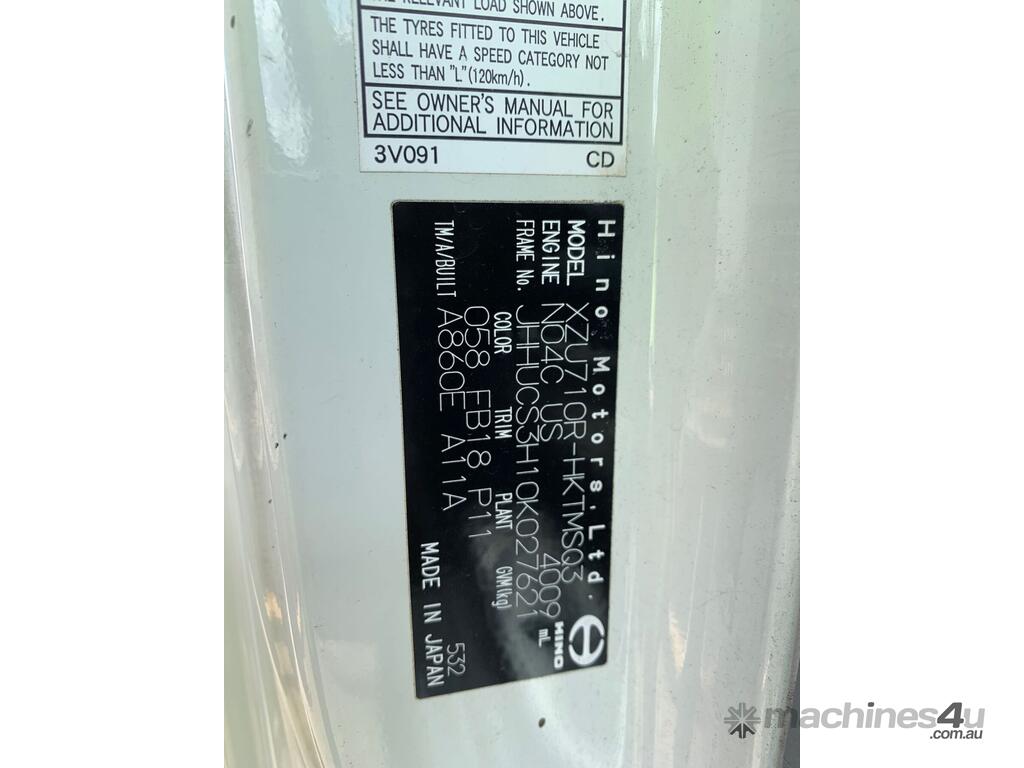 THE RELEVANT LOAD SHOWN ABOVE.
THE TYRES FITTED TO THIS VEHICLE
SHALL HAVE A SPEED CATEGORY NOT
LESS THAN "L"(120km/h).
SEE OWNER'S MANUAL FOR
ADDITIONAL INFORMATION
3V091 CD
Hino Motors.Ltd.
MODEL XZU710R-HKTMSQ3
ENGINE N04C US 4009 mL
FRAME No. JHHUCS3H10K027621
COLOR TRIM PLANT GVM(kg)
058 FB18 P11
TM/A/BUILT A860E A11A
532
MADE IN JAPAN
HINO
machines4u
.com.au